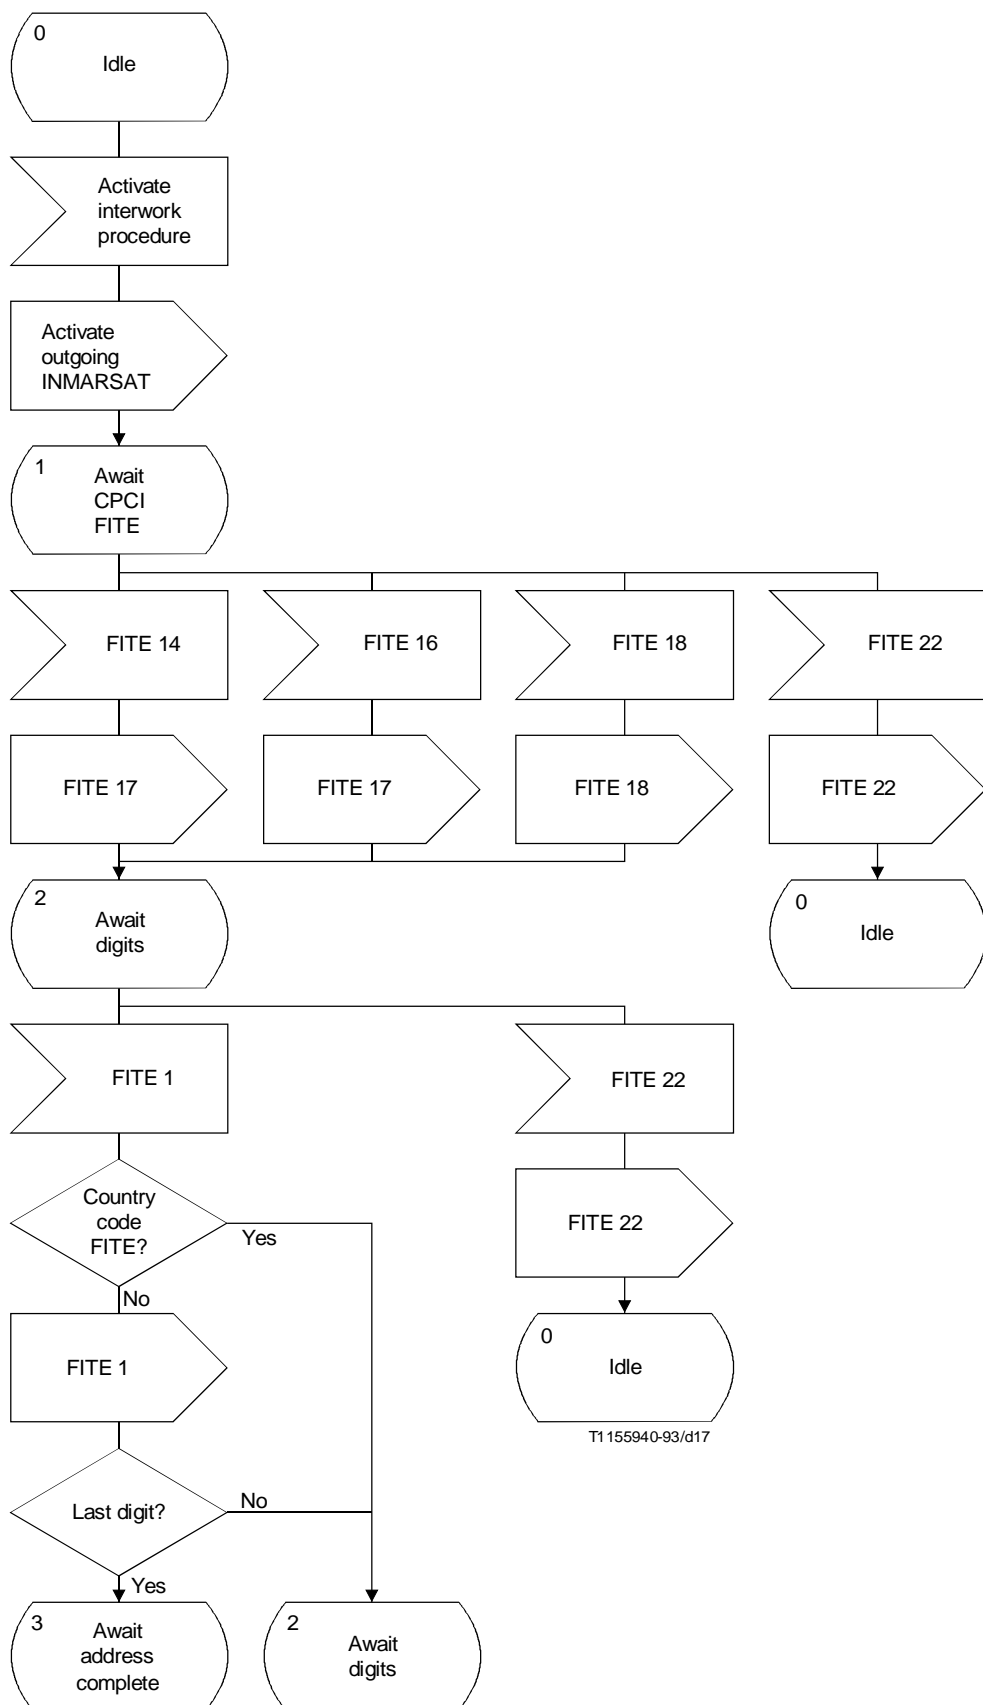 0
Idle
Activate
interwork
procedure
Activate
outgoing
INMARSAT
1
Await
CPCI
FITE
FITE 14
FITE 16
FITE 18
FITE 22
FITE 17
FITE 17
FITE 18
FITE 22
2
Await
digits
0
Idle
FITE 1
FITE 22
Country
code
FITE?
Yes
No
FITE 22
FITE 1
0
Idle
T1155940-93/d17
Last digit?
No
Yes
3
Await
address
complete
2
Await
digits